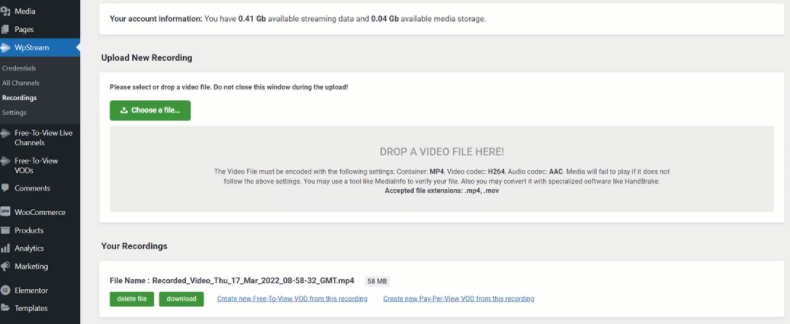 Media
Pages
WpStream
Credentials
All Channels
Recordings
Settings
Free-To-View Live
Channels
Free-To-View
VODs
Comments
WooCommerce
Products
Analytics
Marketing
Elementor
Templates
Your account information: You have 0.41 Gb available streaming data and 0.04 Gb available media storage.
Upload New Recording
Please select or drop a video file. Do not close this window during the upload!
Choose a file...
DROP A VIDEO FILE HERE!
The Video File must be encoded with the following settings: Container: MP4, Video codec: H264, Audio codec: AAC. Media will fail to play if it does not
follow the above settings. You may use a tool like MediaInfo to verify your file. Also you may convert it with specialized software like HandBrake.
Accepted file extensions: .mp4, .mov
Your Recordings
File Name : Recorded_Video_Thu_17_Mar_2022_08-58-32_GMT.mp4 58 MB
delete file download Create new Free-To-View VOD from this recording Create new Pay-Per-View VOD from this recording